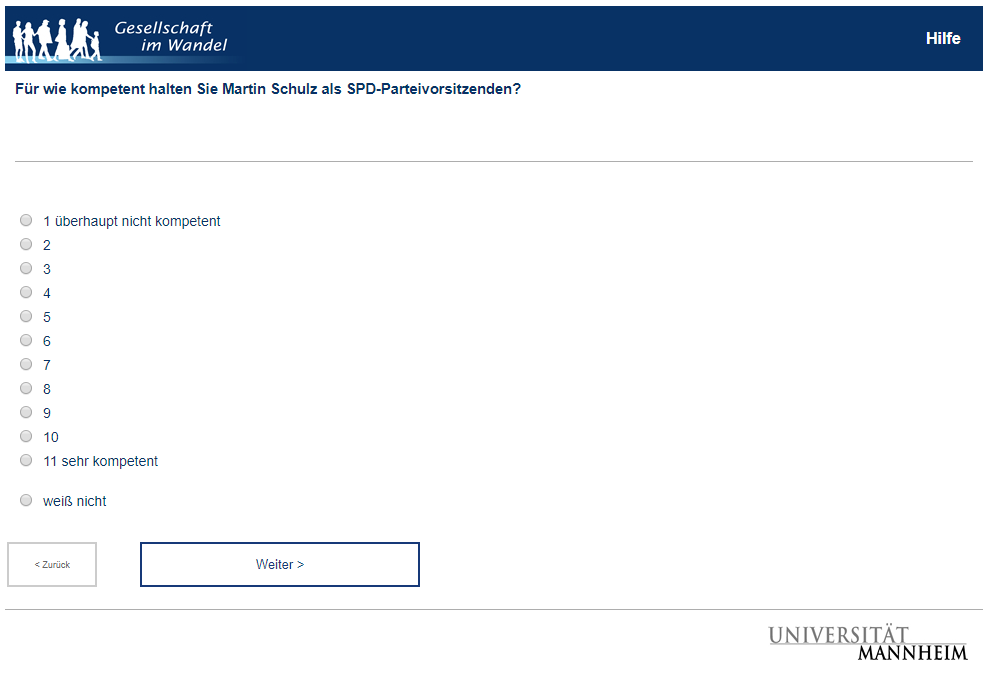 Gesellschaft
im Wandel
Hilfe
Für wie kompetent halten Sie Martin Schulz als SPD-Parteivorsitzenden?
1 überhaupt nicht kompetent
2
3
4
5
6
7
8
9
10
11 sehr kompetent
weiß nicht
< Zurück
Weiter >
UNIVERSITÄT
MANNHEIM